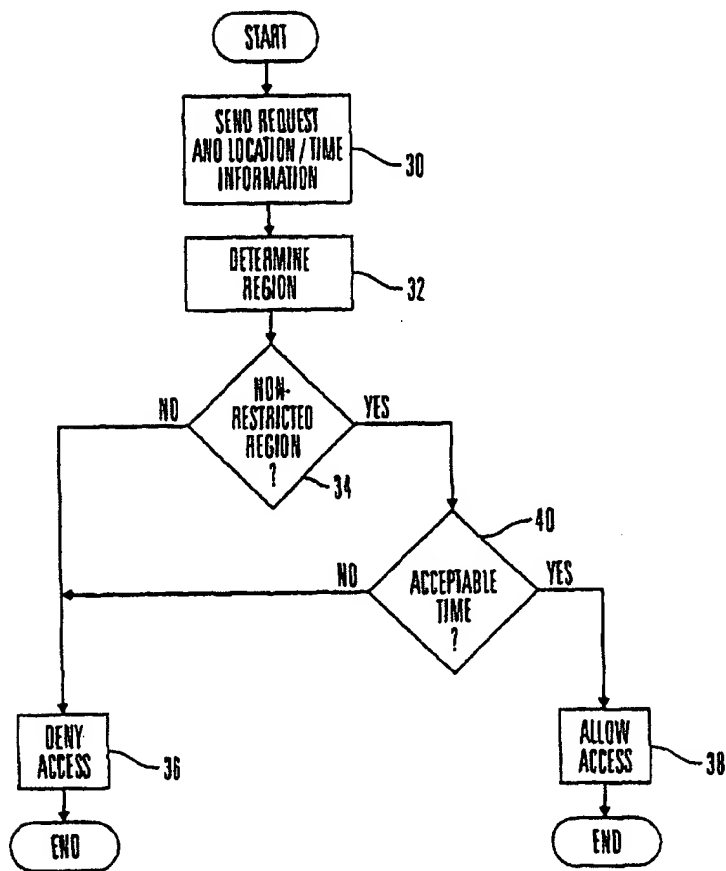 START
SEND REQUEST
AND LOCATION / TIME
INFORMATION
30
DETERMINE
REGION
32
NON-
RESTRICTED
REGION
?
NO
YES
34
40
ACCEPTABLE
TIME
?
NO
YES
DENY
ACCESS
36
ALLOW
ACCESS
38
END
END